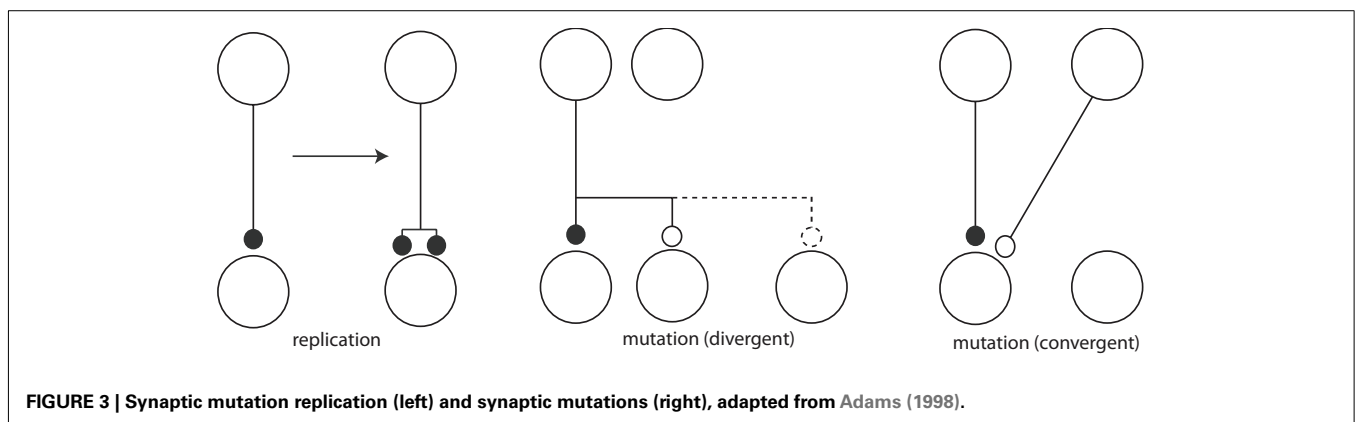 replication
mutation (divergent)
mutation (convergent)
FIGURE 3 | Synaptic mutation replication (left) and synaptic mutations (right), adapted from Adams (1998).